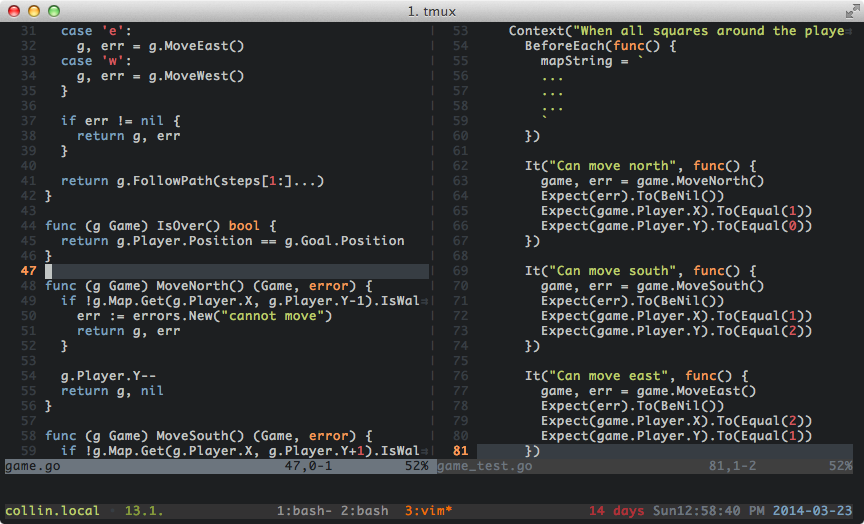 1. tmux
31 case 'e':
32 g, err = g.MoveEast()
33 case 'w':
34 g, err = g.MoveWest()
35 }
36
37 if err != nil {
38 return g, err
39 }
40
41 return g.FollowPath(steps[1:]...)
42 }
43
44 func (g Game) IsOver() bool {
45 return g.Player.Position == g.Goal.Position
46 }
47
48 func (g Game) MoveNorth() (Game, error) {
49 if !g.Map.Get(g.Player.X, g.Player.Y-1).IsWal
50 err := errors.New("cannot move")
51 return g, err
52 }
53
54 g.Player.Y--
55 return g, nil
56 }
57
58 func (g Game) MoveSouth() (Game, error) {
59 if !g.Map.Get(g.Player.X, g.Player.Y+1).IsWal
game.go 47,0-1 52%
53 Context("When all squares around the playe
54 BeforeEach(func() {
55 mapString = `
56 ...
57 ...
58 ...
59 `
60 })
61
62 It("Can move north", func() {
63 game, err = game.MoveNorth()
64 Expect(err).To(BeNil())
65 Expect(game.Player.X).To(Equal(1))
66 Expect(game.Player.Y).To(Equal(0))
67 })
68
69 It("Can move south", func() {
70 game, err = game.MoveSouth()
71 Expect(err).To(BeNil())
72 Expect(game.Player.X).To(Equal(1))
73 Expect(game.Player.Y).To(Equal(2))
74 })
75
76 It("Can move east", func() {
77 game, err = game.MoveEast()
78 Expect(err).To(BeNil())
79 Expect(game.Player.X).To(Equal(2))
80 Expect(game.Player.Y).To(Equal(1))
81 })
game_test.go 81,1-2 52%
collin.local 13.1. 1:bash- 2:bash 3:vim* 14 days Sun12:58:40 PM 2014-03-23